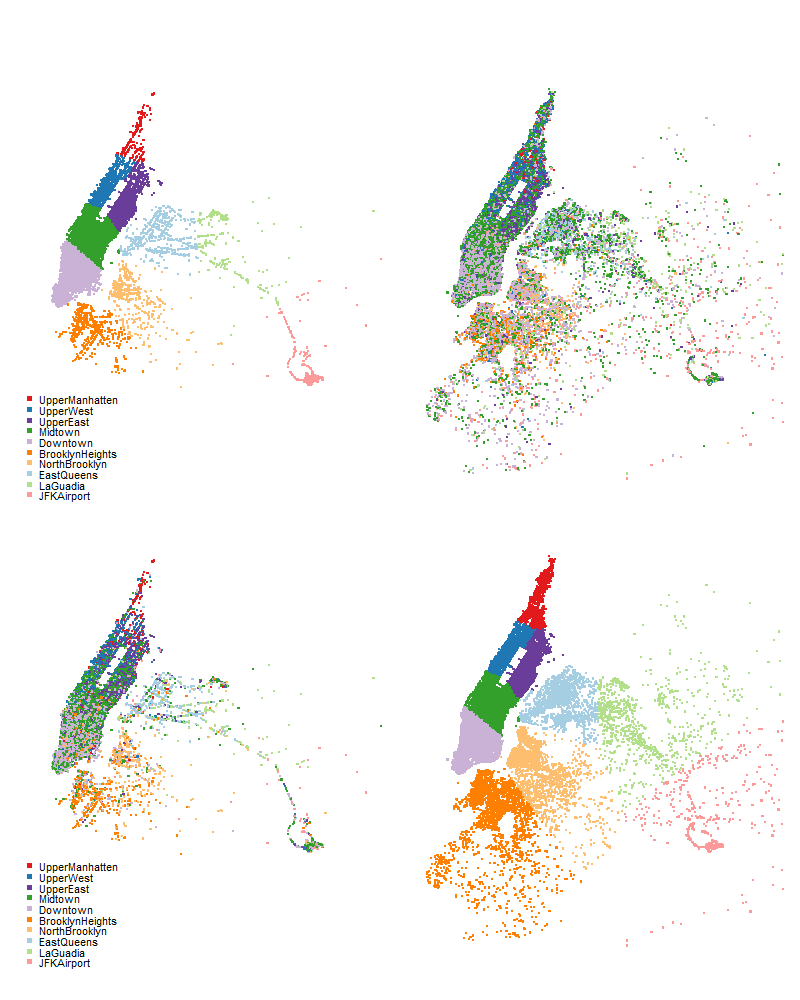 UpperManhatten
UpperWest
UpperEast
Midtown
Downtown
BrooklynHeights
NorthBrooklyn
EastQueens
LaGuadia
JFKAirport
UpperManhatten
UpperWest
UpperEast
Midtown
Downtown
BrooklynHeights
NorthBrooklyn
EastQueens
LaGuadia
JFKAirport